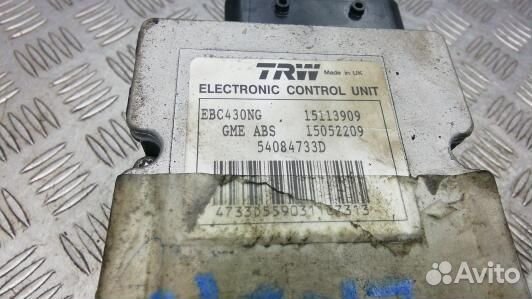 TRW Made in UK
ELECTRONIC CONTROL UNIT
EBC430NG 15113909
GME ABS 15052209
54084733D
Avito